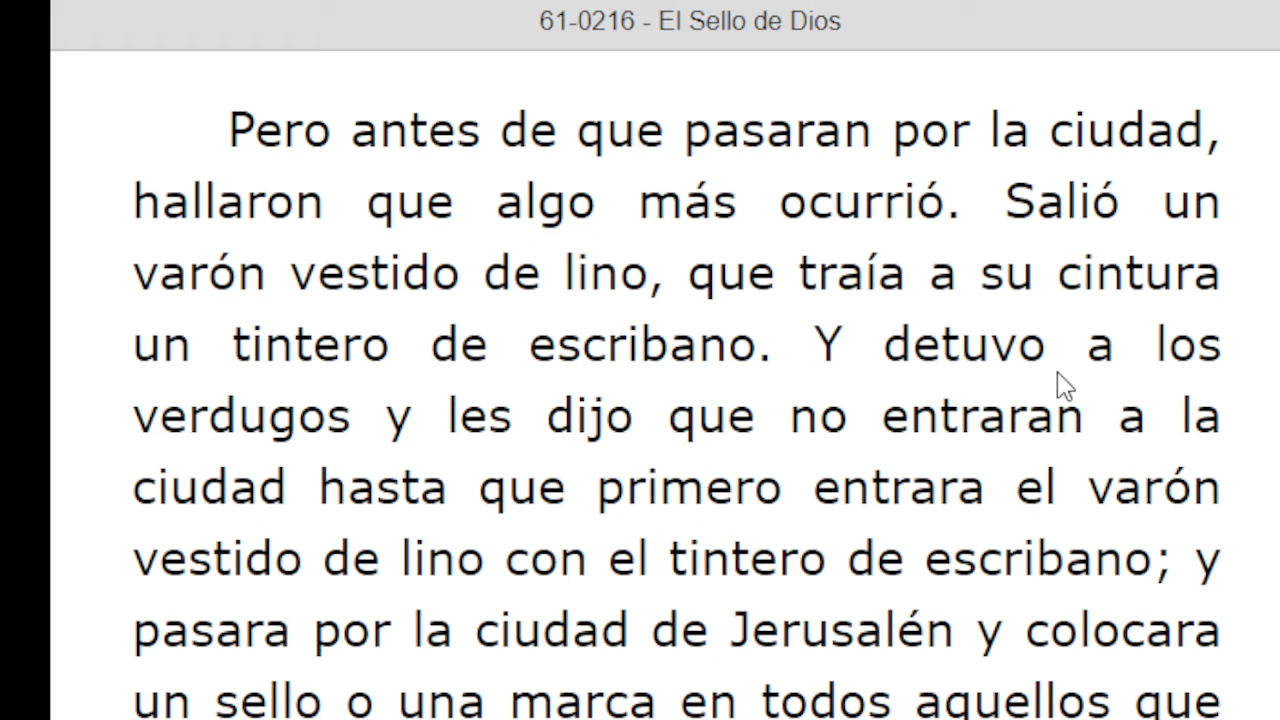 61-0216 - El Sello de Dios
Pero antes de que pasaran por la ciudad,
hallaron que algo más ocurrió. Salió un
varón vestido de lino, que traía a su cintura
un tintero de escribano. Y detuvo a los
verdugos y les dijo que no entraran a la
ciudad hasta que primero entrara el varón
vestido de lino con el tintero de escribano; y
pasara por la ciudad de Jerusalén y colocara
un sello o una marca en todos aquellos que